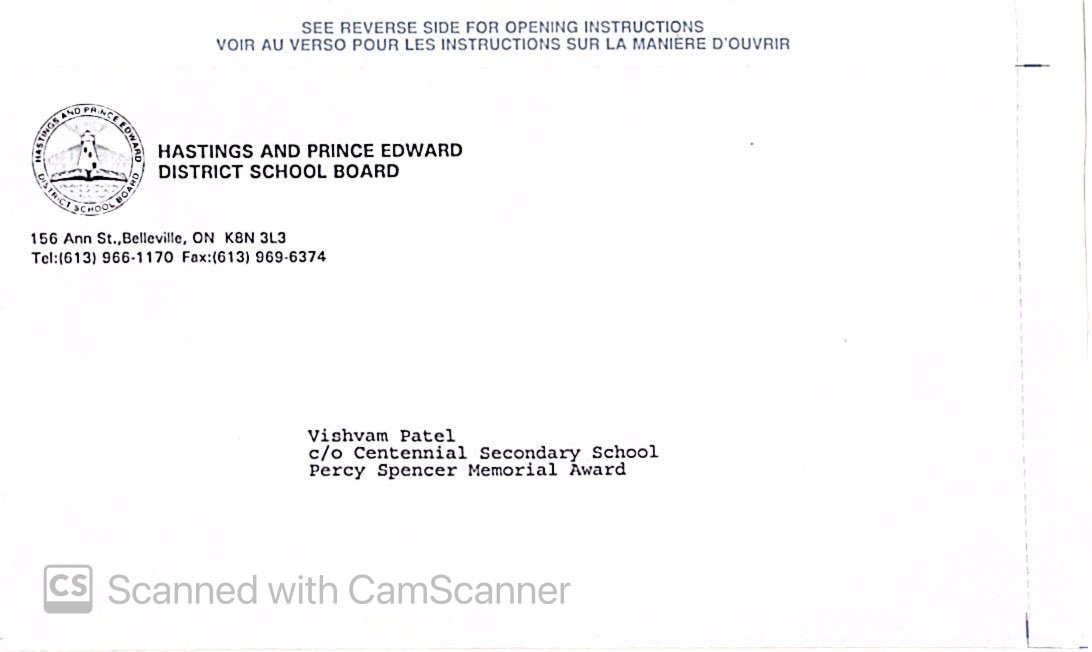 SEE REVERSE SIDE FOR OPENING INSTRUCTIONS
VOIR AU VERSO POUR LES INSTRUCTIONS SUR LA MANIÈRE D'OUVRIR
HASTINGS AND PRINCE EDWARD
DISTRICT SCHOOL BOARD
HASTINGS AND PRINCE EDWARD
DISTRICT SCHOOL BOARD
156 Ann St.,Belleville, ON K8N 3L3
Tel:(613) 966-1170 Fax:(613) 969-6374
Vishvam Patel
c/o Centennial Secondary School
Percy Spencer Memorial Award
CS Scanned with CamScanner